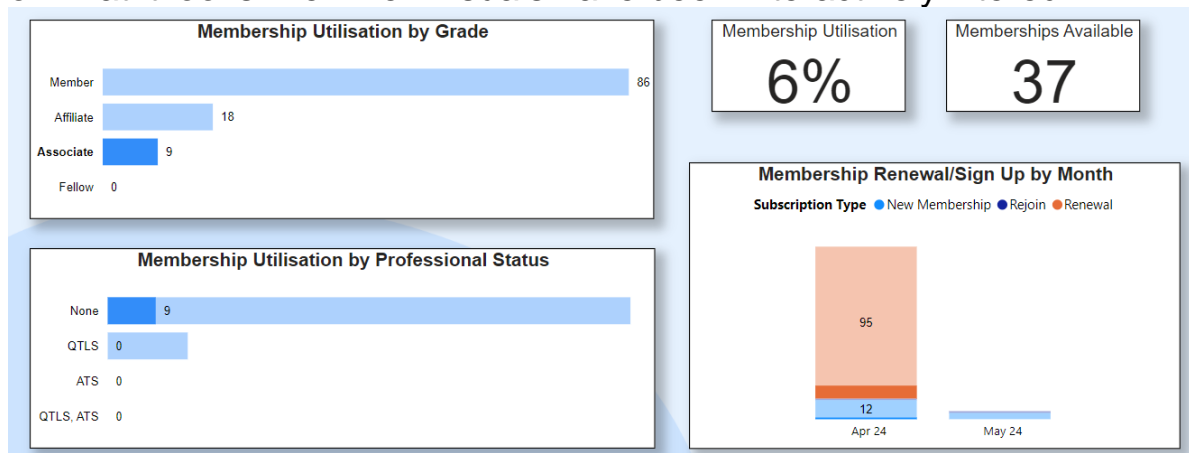 Membership Utilisation by Grade
Member 86
Affiliate 18
Associate 9
Fellow 0
Membership Utilisation
6%
Memberships Available
37
Membership Utilisation by Professional Status
None 9
QTLS 0
ATS 0
QTLS, ATS 0
Membership Renewal/Sign Up by Month
Subscription Type New Membership Rejoin Renewal
95
12
Apr 24 May 24